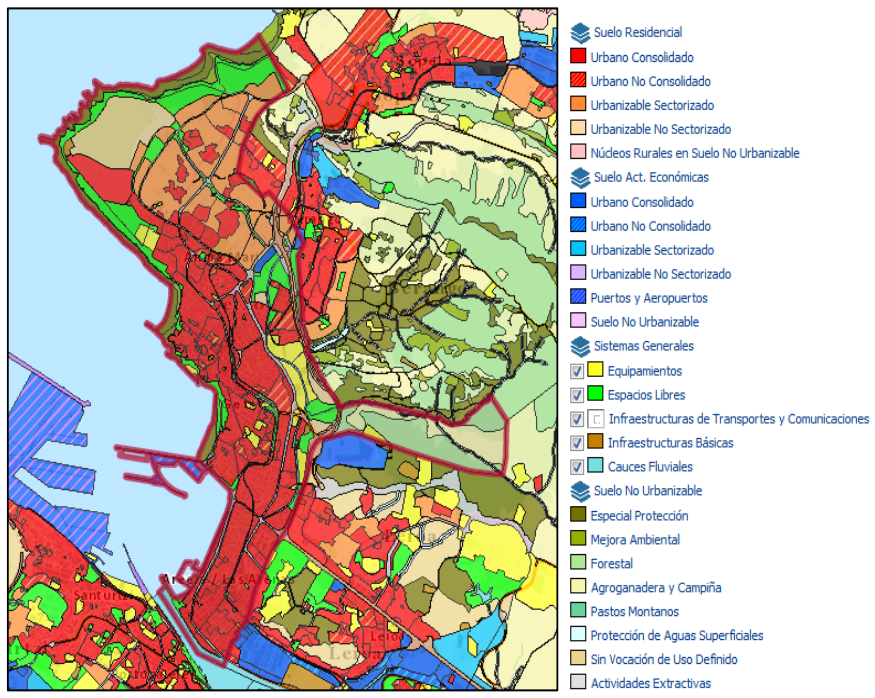 Suelo Residencial
Urbano Consolidado
Urbano No Consolidado
Urbanizable Sectorizado
Urbanizable No Sectorizado
Núcleos Rurales en Suelo No Urbanizable
Suelo Act. Económicas
Urbano Consolidado
Urbano No Consolidado
Urbanizable Sectorizado
Urbanizable No Sectorizado
Puertos y Aeropuertos
Suelo No Urbanizable
Sistemas Generales
Equipamientos
Espacios Libres
Infraestructuras de Transportes y Comunicaciones
Infraestructuras Básicas
Cauces Fluviales
Suelo No Urbanizable
Especial Protección
Mejora Ambiental
Forestal
Agroganadera y Campiña
Pastos Montanos
Protección de Aguas Superficiales
Sin Vocación de Uso Definido
Actividades Extractivas
Leioa